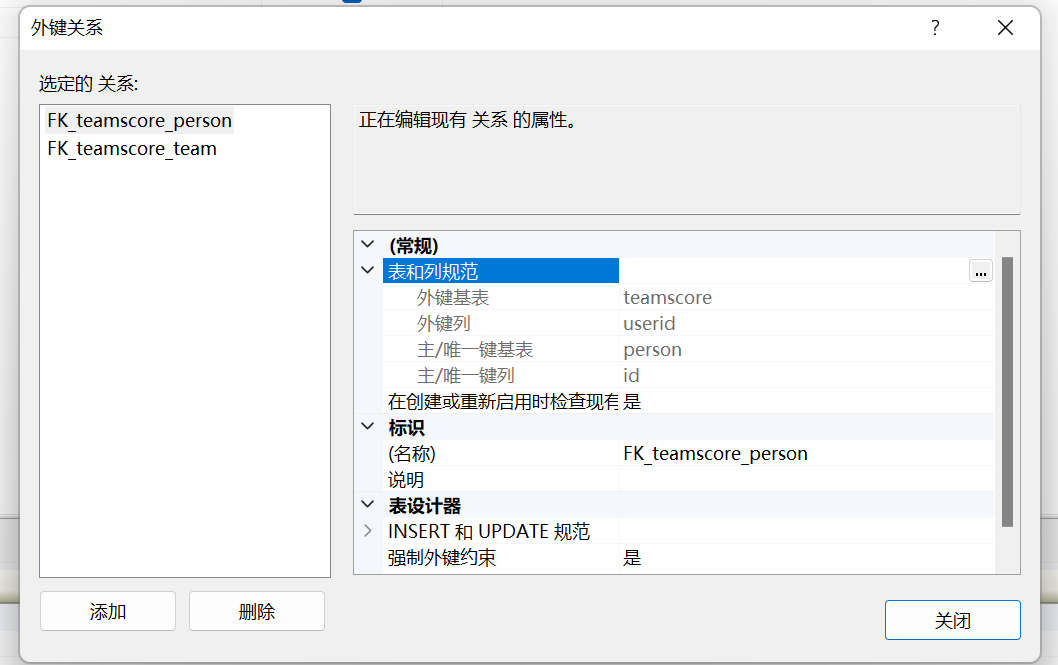 外键关系
选定的 关系:
FK_teamscore_person
FK_teamscore_team
正在编辑现有 关系 的属性。
(常规)
表和列规范
...
外键基表 teamscore
外键列 userid
主/唯一键基表 person
主/唯一键列 id
在创建或重新启用时检查现有 是
标识
(名称) FK_teamscore_person
说明
表设计器
INSERT 和 UPDATE 规范
强制外键约束 是
添加 删除
关闭